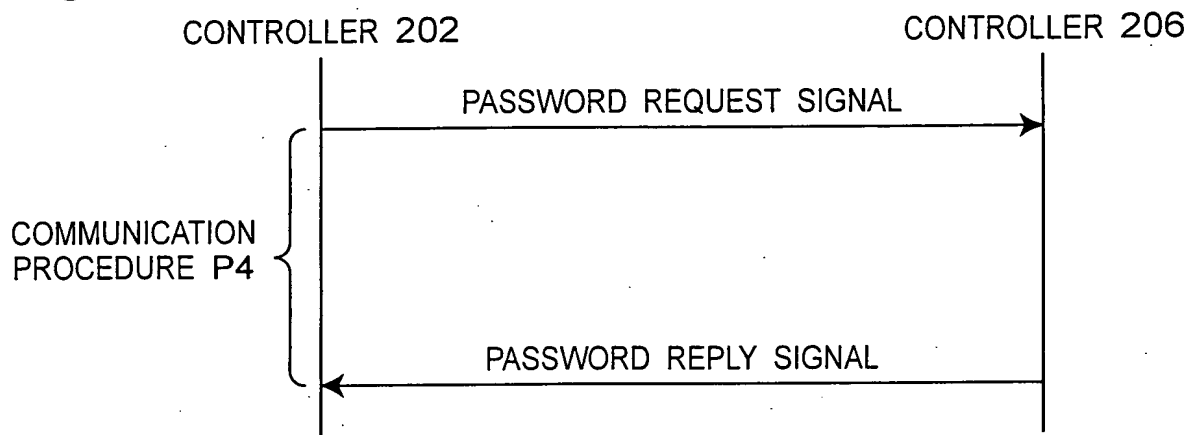 CONTROLLER 202
CONTROLLER 206
PASSWORD REQUEST SIGNAL
COMMUNICATION
PROCEDURE P4
PASSWORD REPLY SIGNAL